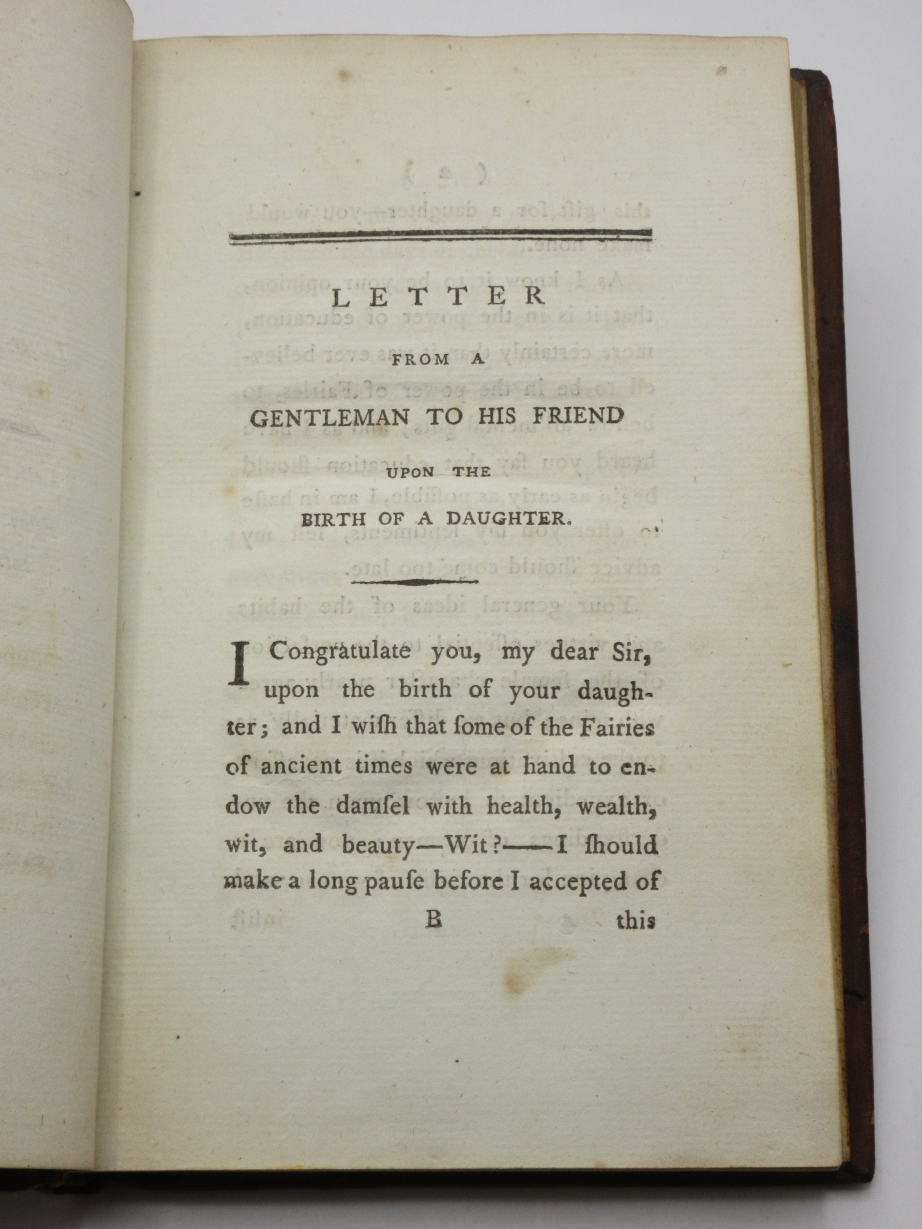 LETTER
FROM A
GENTLEMAN TO HIS FRIEND
UPON THE
BIRTH OF A DAUGHTER.
I Congratulate you, my dear Sir,
upon the birth of your daugh-
ter; and I wiſh that ſome of the Fairies
of ancient times were at hand to en-
dow the damſel with health, wealth,
wit, and beauty—Wit?——I ſhould
make a long pauſe before I accepted of
B this